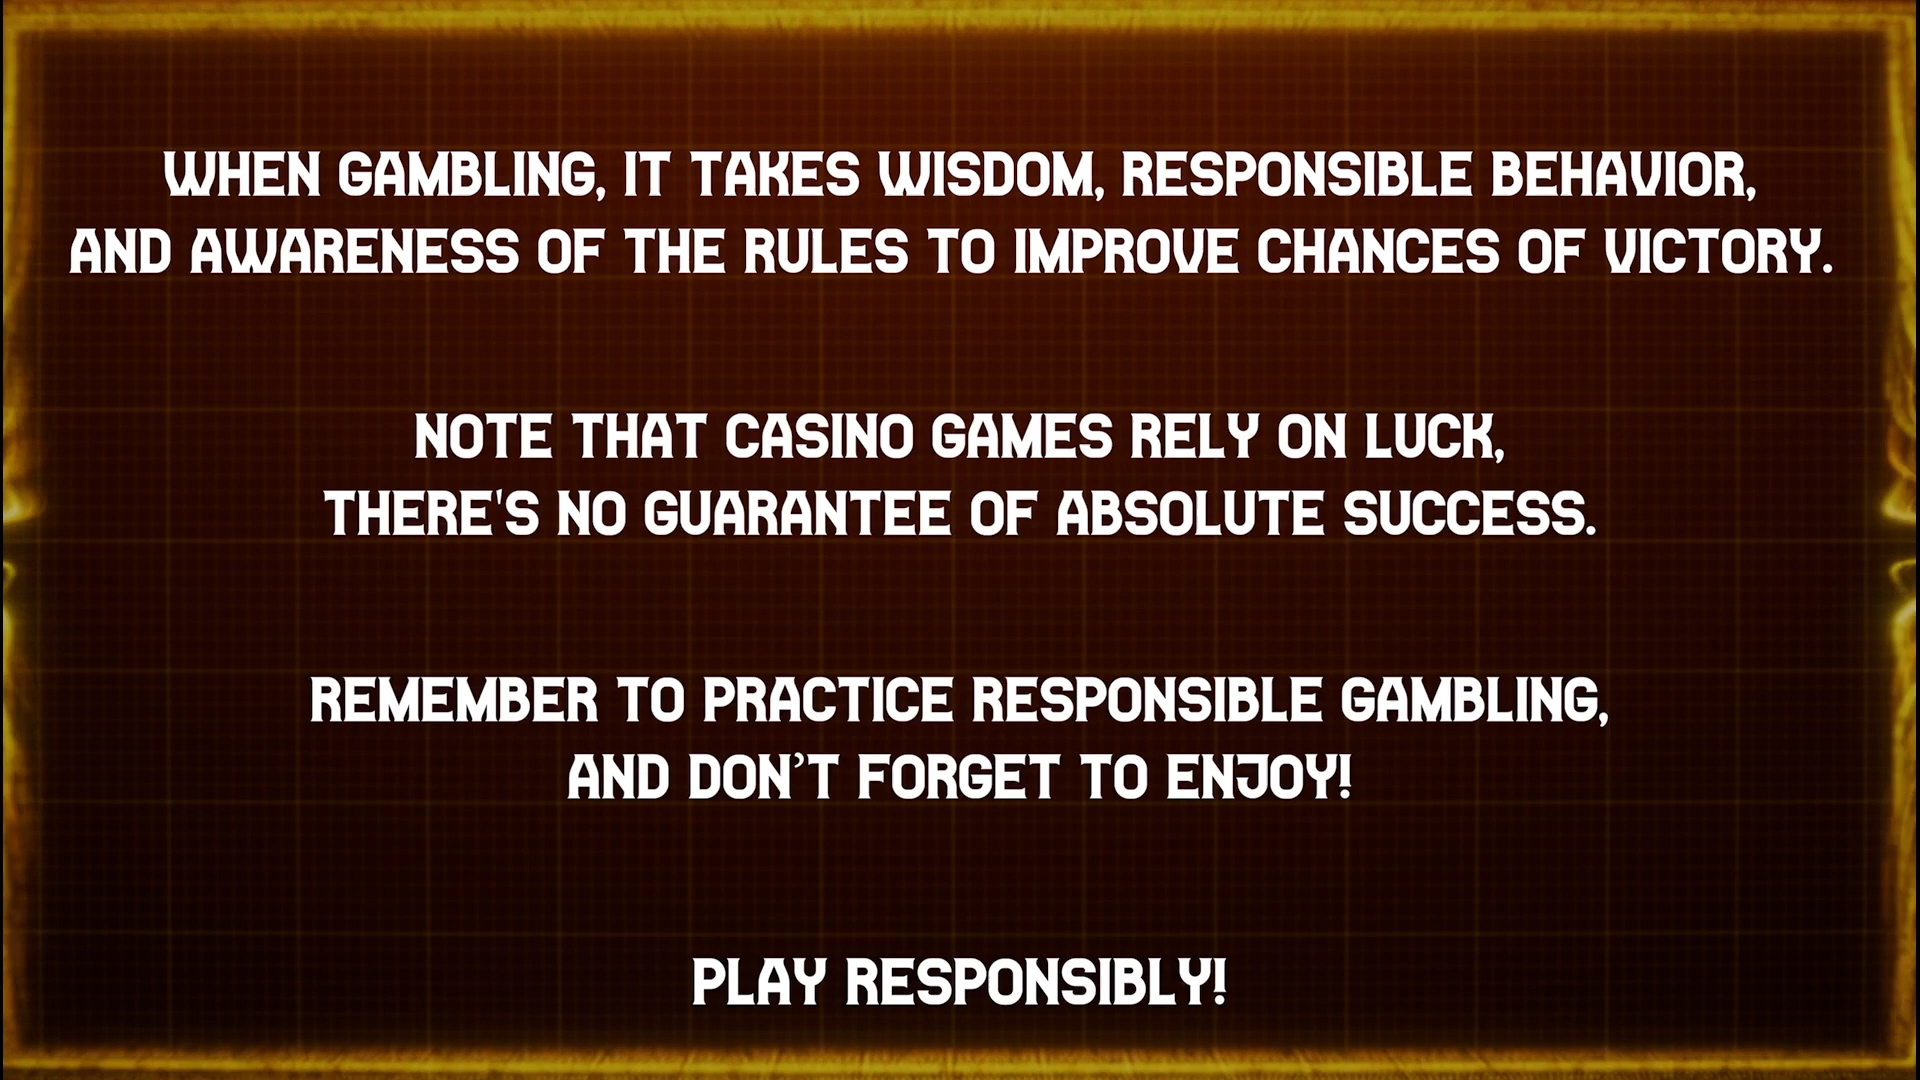 WHEN GAMBLING, IT TAKES WISDOM, RESPONSIBLE BEHAVIOR,
AND AWARENESS OF THE RULES TO IMPROVE CHANCES OF VICTORY.
NOTE THAT CASINO GAMES RELY ON LUCK,
THERE'S NO GUARANTEE OF ABSOLUTE SUCCESS.
REMEMBER TO PRACTICE RESPONSIBLE GAMBLING,
AND DON’T FORGET TO ENJOY!
PLAY RESPONSIBLY!